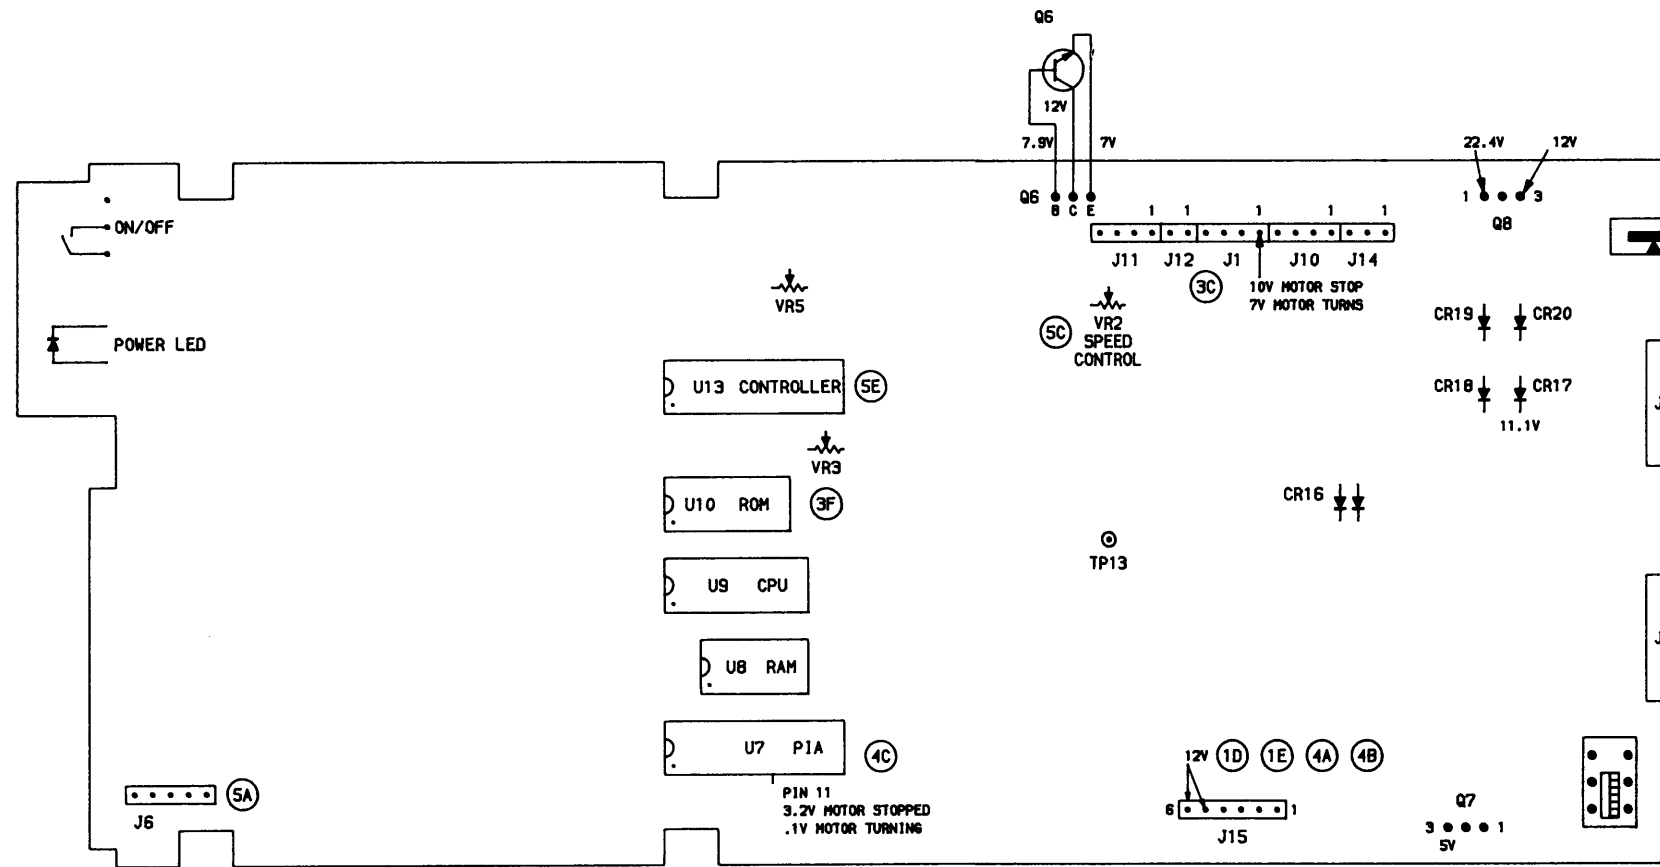 Q6
12V
7.9V
7V
22.4V
12V
Q6
B C E
1
3
Q8
ON/OFF
1
1
1
1
1
J11
J12
J1
J10
J14
3C
10V MOTOR STOP
7V MOTOR TURNS
VR5
5C
VR2
SPEED
CONTROL
CR19
CR20
POWER LED
U13 CONTROLLER
5E
CR18
CR17
11.1V
VR3
U10 ROM
3F
CR16
TP13
U9 CPU
U8 RAM
U7 PIA
4C
12V
1D
1E
4A
4B
PIN 11
3.2V MOTOR STOPPED
.1V MOTOR TURNING
5A
J6
6
1
J15
Q7
3
1
5V
J
J